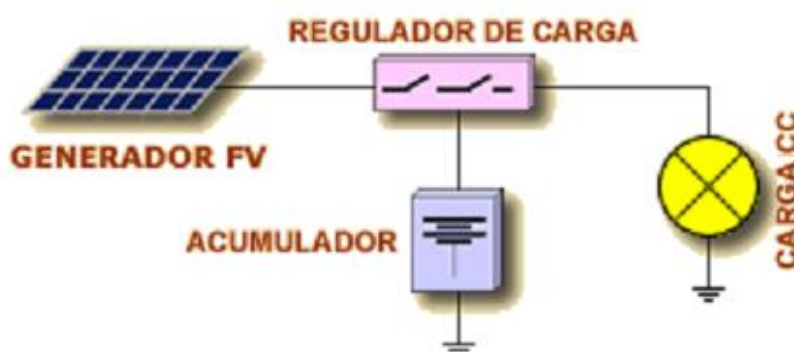 REGULADOR DE CARGA
GENERADOR FV
ACUMULADOR
CARGA CC